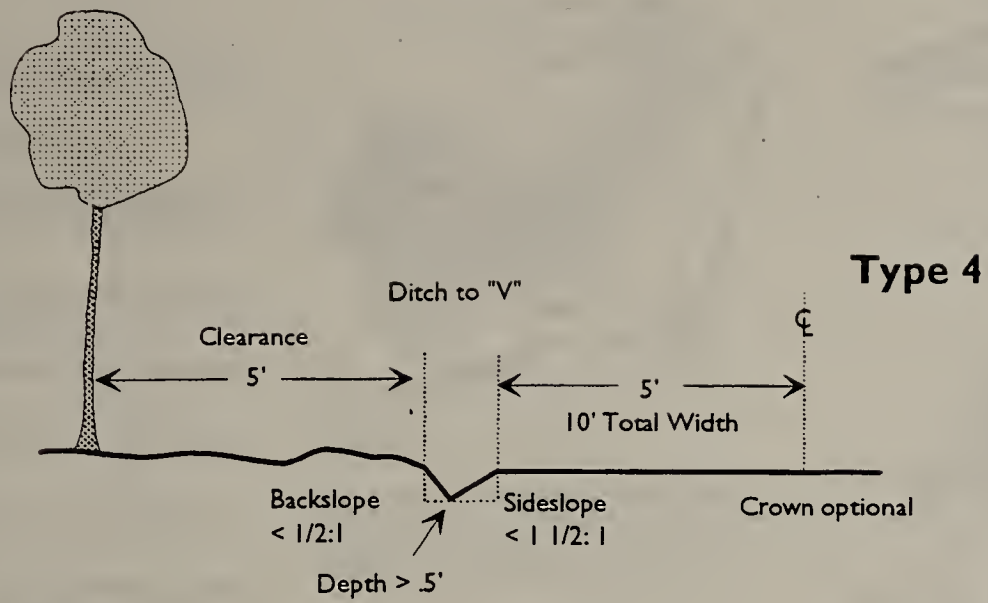 Type 4
Ditch to "V"
℄
Clearance
5'
5'
10' Total Width
Backslope
< 1/2:1
Sideslope
< 1 1/2: 1
Crown optional
Depth > .5'